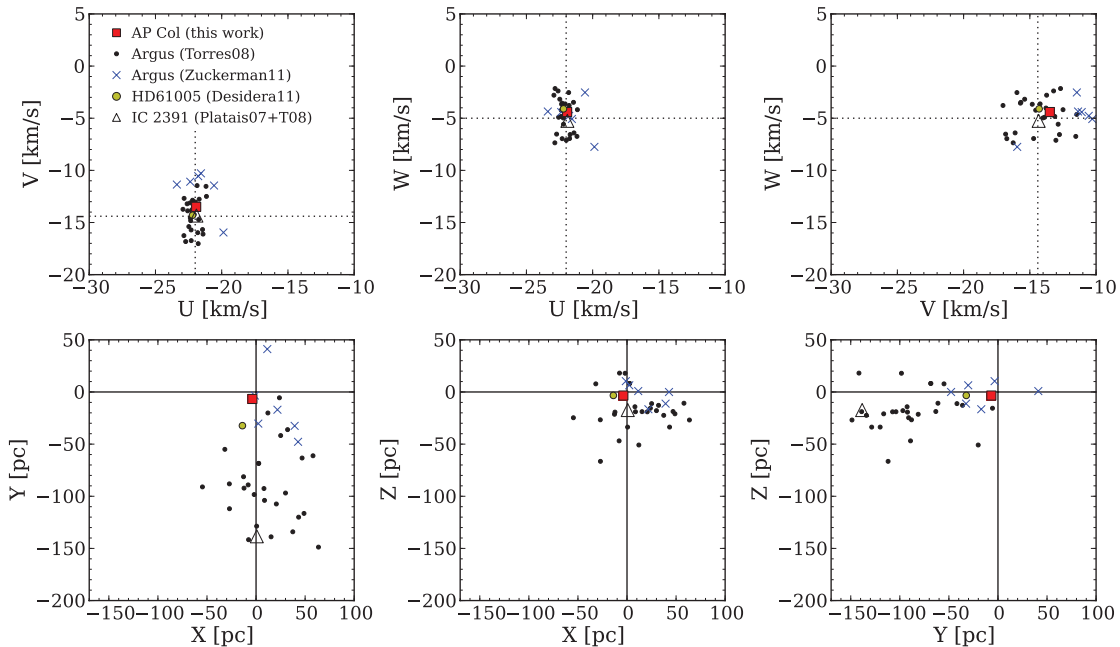 5
0
−5
−10
−15
−20
V [km/s]
AP Col (this work)
Argus (Torres08)
Argus (Zuckerman11)
HD61005 (Desidera11)
IC 2391 (Platais07+T08)
−30 −25 −20 −15 −10
U [km/s]
5
0
−5
−10
−15
−20
W [km/s]
−30 −25 −20 −15 −10
U [km/s]
5
0
−5
−10
−15
−20
W [km/s]
−30 −25 −20 −15 −10
V [km/s]
50
0
−50
−100
−150
−200
Y [pc]
−150 −100 −50 0 50 100
X [pc]
50
0
−50
−100
−150
−200
Z [pc]
−150 −100 −50 0 50 100
X [pc]
50
0
−50
−100
−150
−200
Z [pc]
−150 −100 −50 0 50 100
Y [pc]